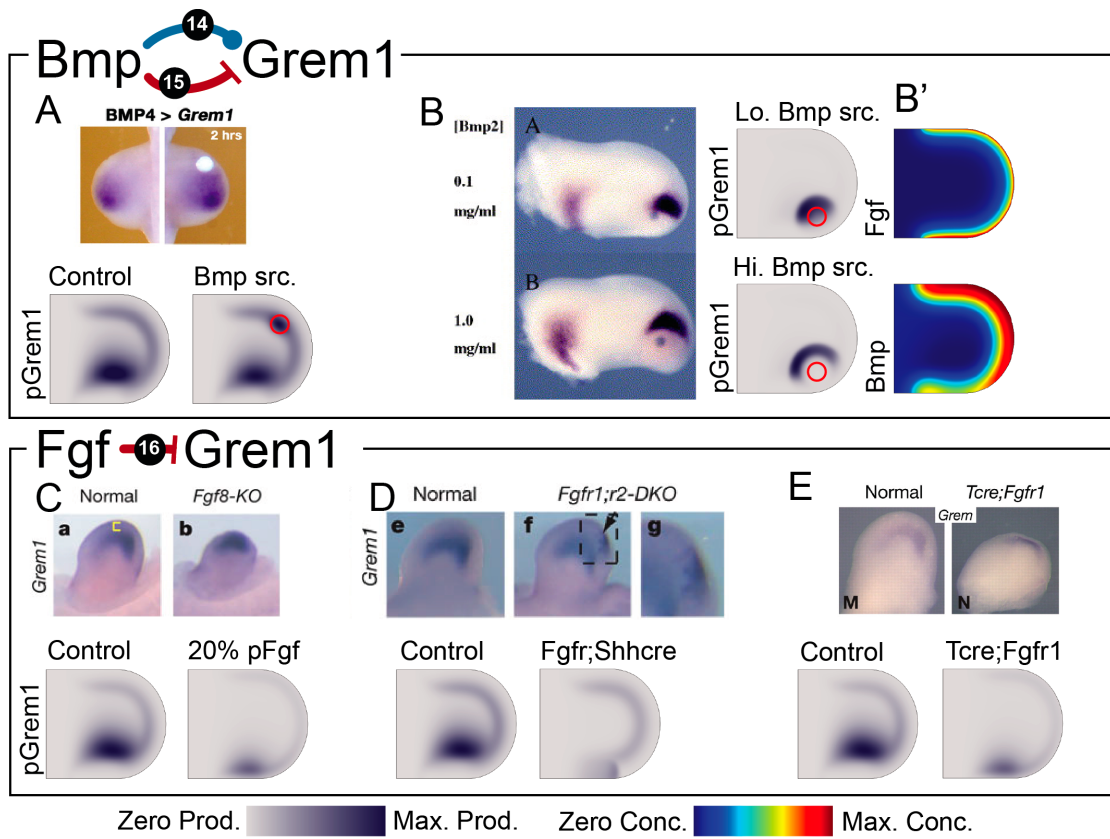 14
Bmp Grem1
15
A
BMP4 > Grem1
2 hrs
Control
Bmp src.
pGrem1
B
[Bmp2]
0.1
mg/ml
1.0
mg/ml
A
B
Lo. Bmp src.
pGrem1
Hi. Bmp src.
pGrem1
B'
Fgf
Bmp
Fgf 16 Grem1
C
Normal
Fgf8-KO
Grem1
a
b
Control
20% pFgf
pGrem1
D
Normal
Fgfr1;r2-DKO
Grem1
e
f
g
Control
Fgfr;Shhcre
E
Normal
Tcre;Fgfr1
Grem
M
N
Control
Tcre;Fgfr1
Zero Prod. Max. Prod.
Zero Conc. Max. Conc.